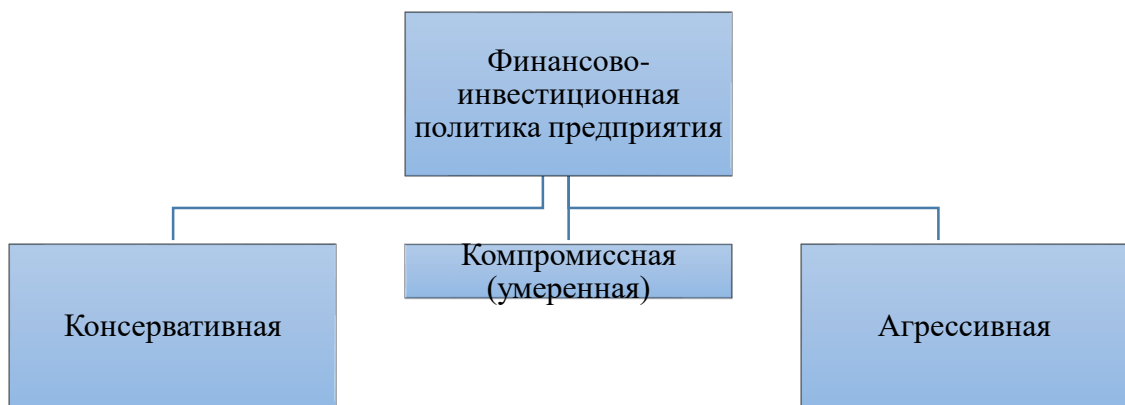 Финансово-
инвестиционная
политика предприятия
Компромиссная
(умеренная)
Консервативная
Агрессивная